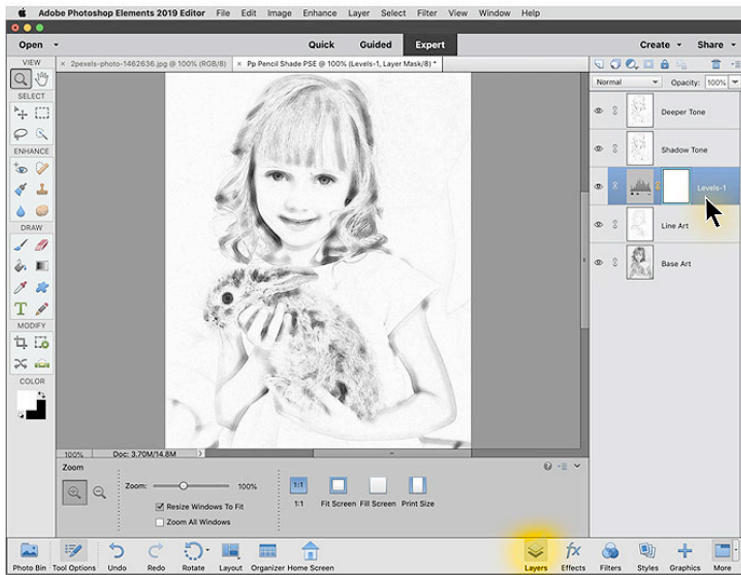 Adobe Photoshop Elements 2019 Editor File Edit Image Enhance Layer Select Filter View Window Help
Open Quick Guided Expert Create Share
VIEW × 2pexels-photo-1462636.jpg @ 100% (RGB/8) × Pp Pencil Shade PSE @ 100% (Levels-1, Layer Mask/8) *
Normal Opacity: 100%
SELECT
Deeper Tone
ENHANCE
Shadow Tone
Levels-1
DRAW
Line Art
Base Art
T
MODIFY
COLOR
100% Doc: 3.70M/14.8M
Zoom
Zoom: 100% 1:1
1:1 Fit Screen Fill Screen Print Size
Resize Windows To Fit
Zoom All Windows
Photo Bin Tool Options Undo Redo Rotate Layout Organizer Home Screen Layers Effects Filters Styles Graphics More